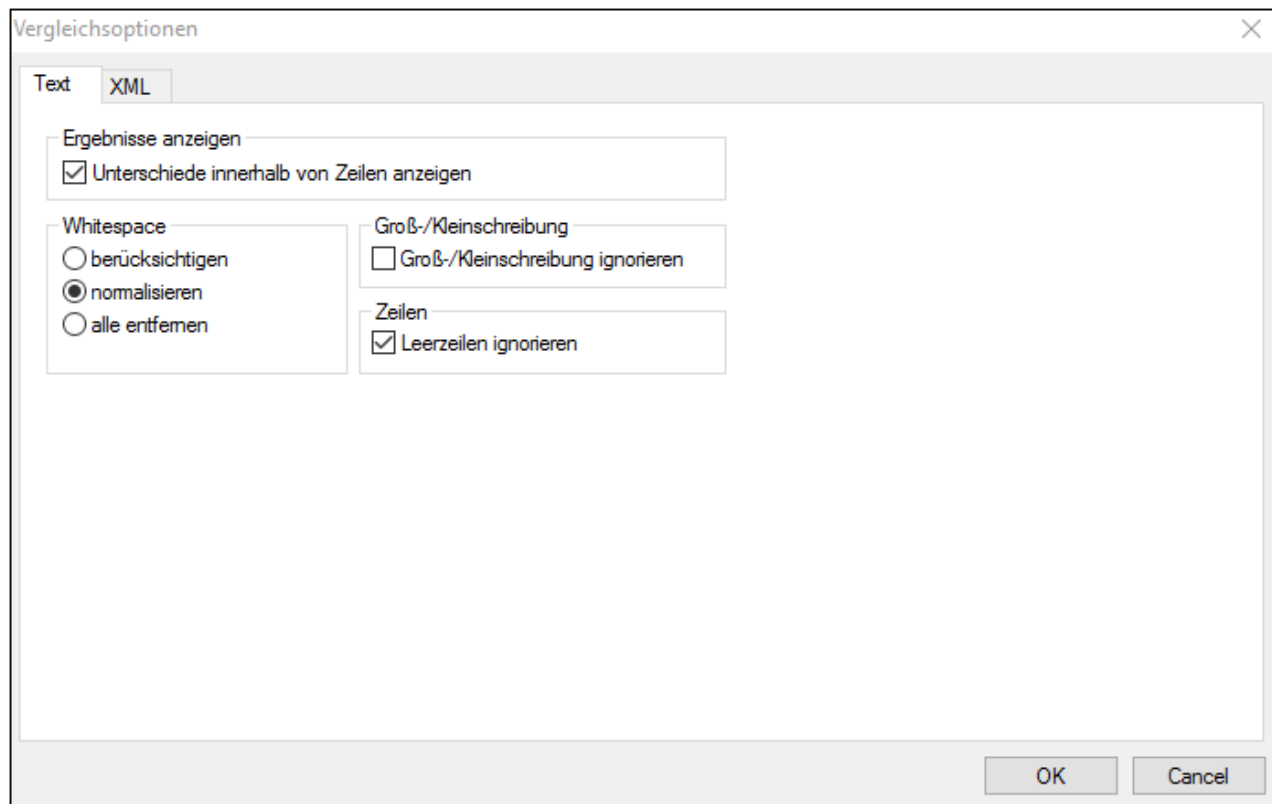 Vergleichsoptionen
Text XML
Ergebnisse anzeigen
Unterschiede innerhalb von Zeilen anzeigen
Whitespace
berücksichtigen
normalisieren
alle entfernen
Groß-/Kleinschreibung
Groß-/Kleinschreibung ignorieren
Zeilen
Leerzeilen ignorieren
OK Cancel